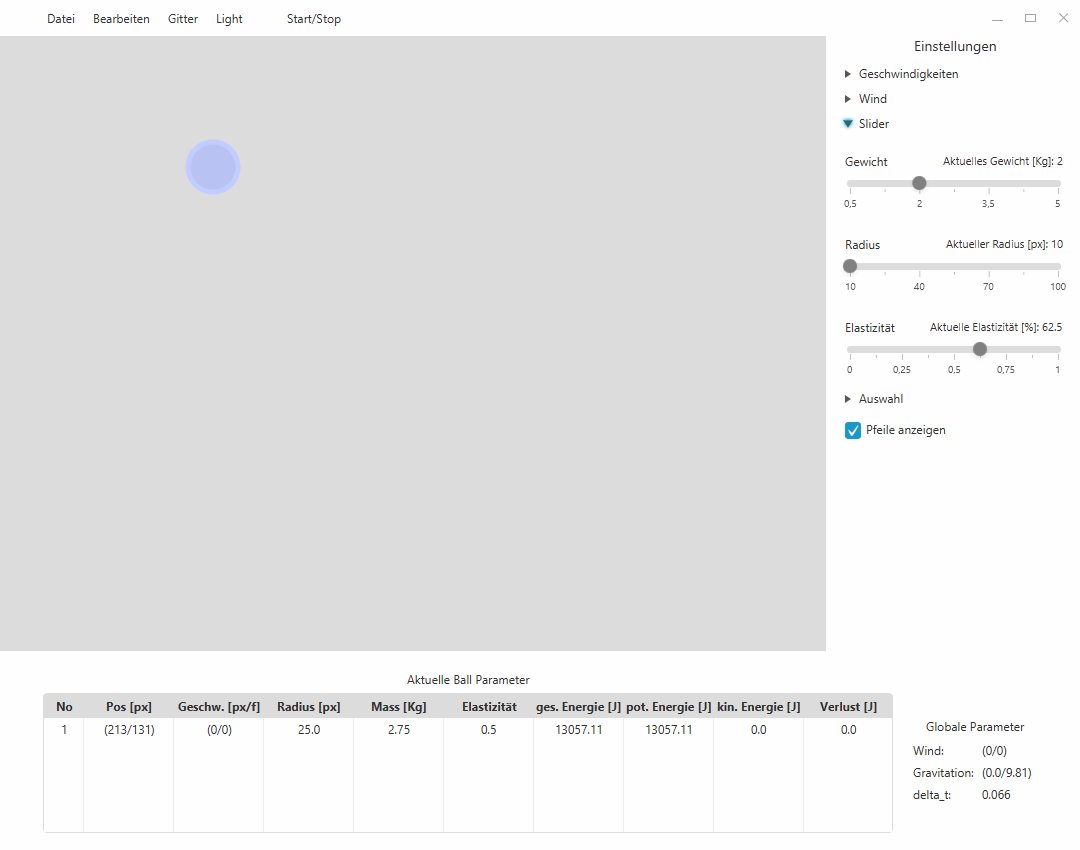 Datei Bearbeiten Gitter Light Start/Stop
Einstellungen
Geschwindigkeiten
Wind
Slider
Gewicht Aktuelles Gewicht [Kg]: 2
0,5 2 3,5 5
Radius Aktueller Radius [px]: 10
10 40 70 100
Elastizität Aktuelle Elastizität [%]: 62.5
0 0,25 0,5 0,75 1
Auswahl
Pfeile anzeigen
Aktuelle Ball Parameter
No Pos [px] Geschw. [px/f] Radius [px] Mass [Kg] Elastizität ges. Energie [J] pot. Energie [J] kin. Energie [J] Verlust [J]
1 (213/131) (0/0) 25.0 2.75 0.5 13057.11 13057.11 0.0 0.0
Globale Parameter
Wind: (0/0)
Gravitation: (0.0/9.81)
delta_t: 0.066